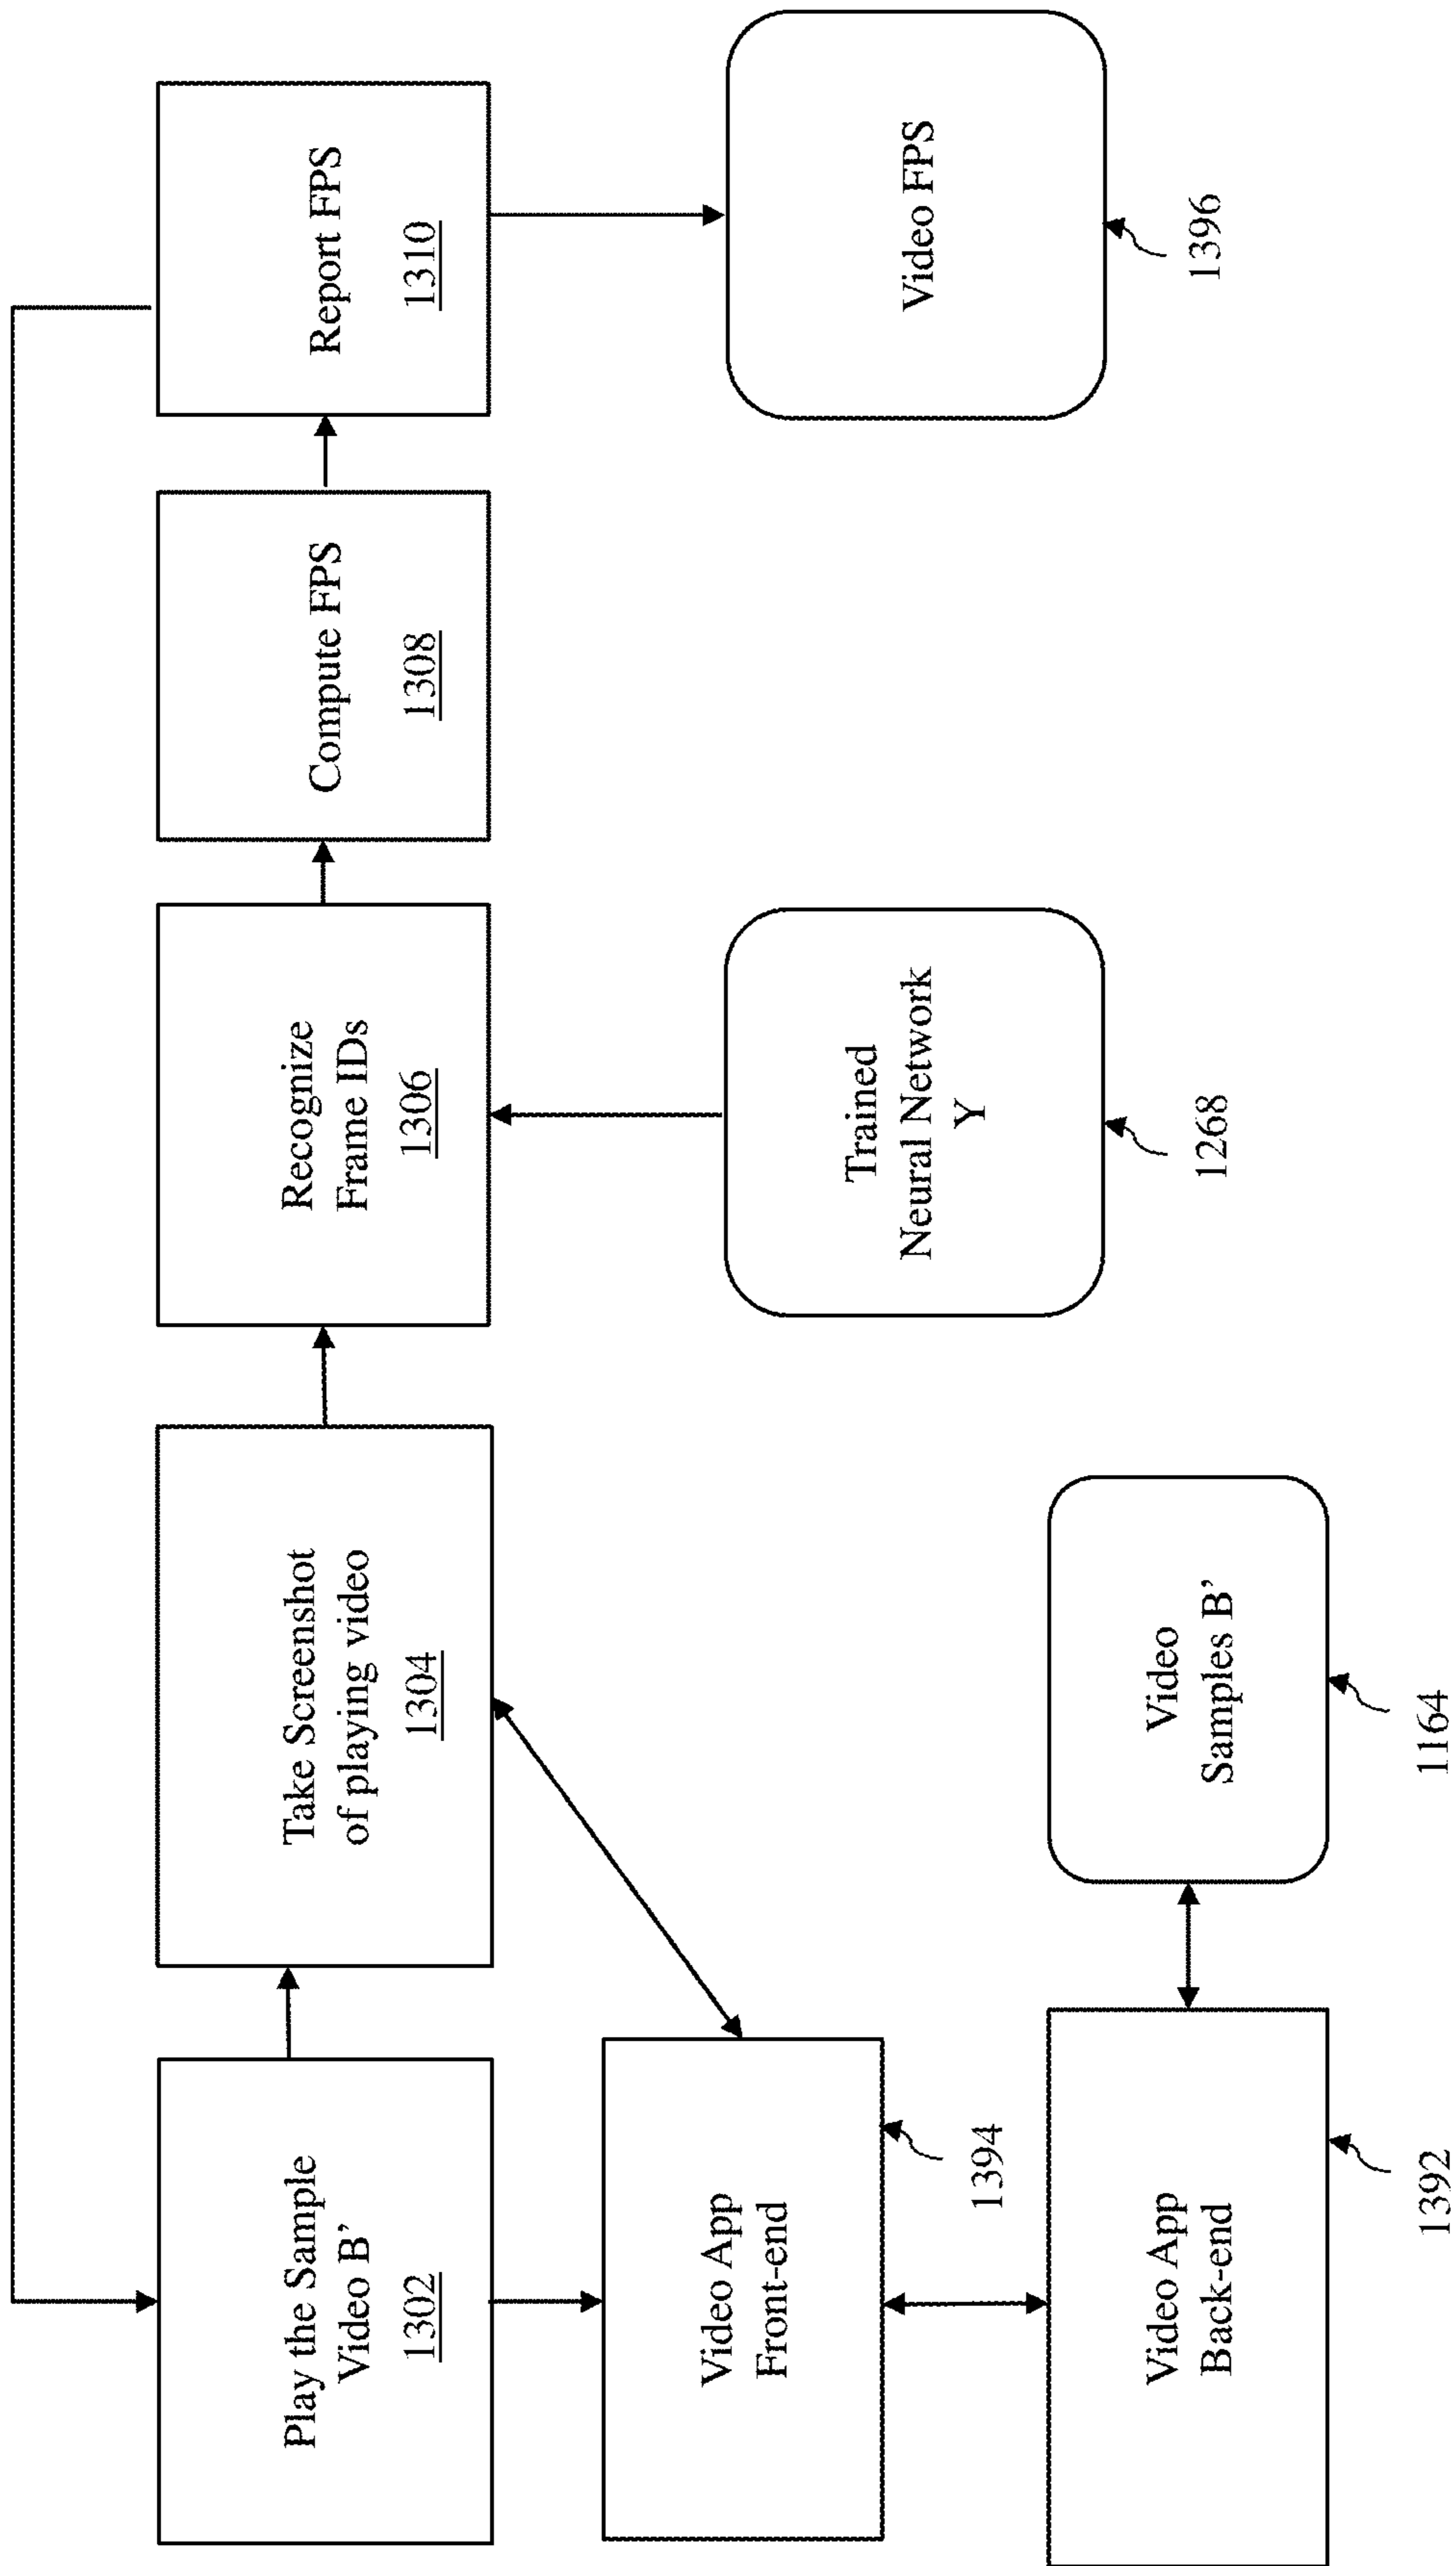 Play the Sample
Video B’
1302
Take Screenshot
of playing video
1304
Recognize
Frame IDs
1306
Compute FPS
1308
Report FPS
1310
Video App
Front-end
1394
Trained
Neural Network
Y
1268
Video FPS
1396
Video App
Back-end
1392
Video
Samples B’
1164